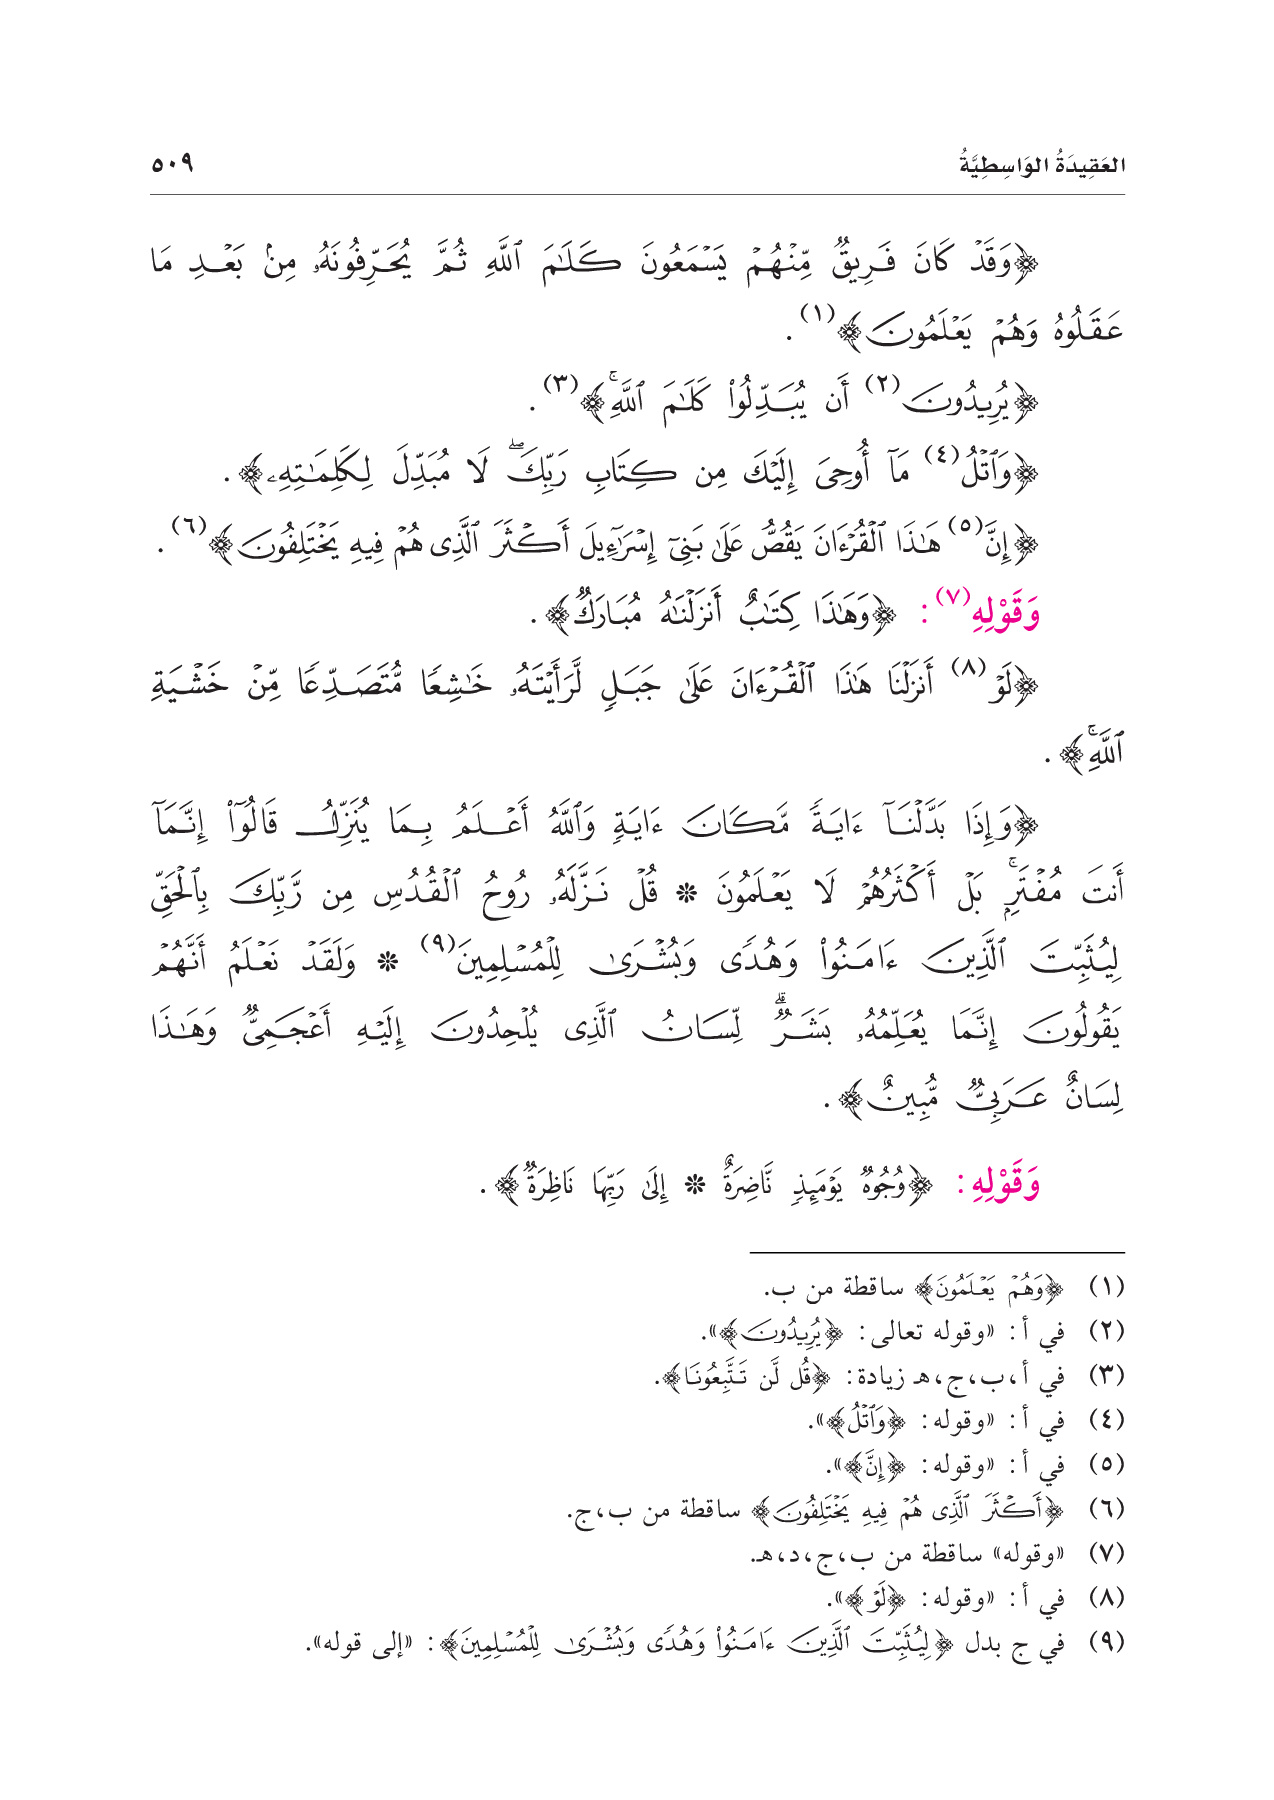 العَقِيدَةُ الوَاسِطِيَّةُ ٥٠٩
﴿وَقَدۡ كَانَ فَرِيقٞ مِّنۡهُمۡ يَسۡمَعُونَ كَلَٰمَ ٱللَّهِ ثُمَّ يُحَرِّفُونَهُۥ مِنۢ بَعۡدِ مَا
عَقَلُوهُ وَهُمۡ يَعۡلَمُونَ﴾(١).
﴿يُرِيدُونَ(٢) أَن يُبَدِّلُواْ كَلَٰمَ ٱللَّهِۚ﴾(٣).
﴿وَٱتۡلُ(٤) مَآ أُوحِيَ إِلَيۡكَ مِن كِتَابِ رَبِّكَۖ لَا مُبَدِّلَ لِكَلِمَٰتِهِۦ﴾.
﴿إِنَّ(٥) هَٰذَا ٱلۡقُرۡءَانَ يَقُصُّ عَلَىٰ بَنِيٓ إِسۡرَٰٓءِيلَ أَكۡثَرَ ٱلَّذِي هُمۡ فِيهِ يَخۡتَلِفُونَ﴾(٦).
وَقَوْلِهِ(٧): ﴿وَهَٰذَا كِتَٰبٌ أَنزَلۡنَٰهُ مُبَارَكٞ﴾.
﴿لَوۡ(٨) أَنزَلۡنَا هَٰذَا ٱلۡقُرۡءَانَ عَلَىٰ جَبَلٖ لَّرَأَيۡتَهُۥ خَٰشِعٗا مُّتَصَدِّعٗا مِّنۡ خَشۡيَةِ
ٱللَّهِۚ﴾.
﴿وَإِذَا بَدَّلۡنَآ ءَايَةٗ مَّكَانَ ءَايَةٖ وَٱللَّهُ أَعۡلَمُ بِمَا يُنَزِّلُ قَالُوٓاْ إِنَّمَآ
أَنتَ مُفۡتَرِۭۚ بَلۡ أَكۡثَرُهُمۡ لَا يَعۡلَمُونَ * قُلۡ نَزَّلَهُۥ رُوحُ ٱلۡقُدُسِ مِن رَّبِّكَ بِٱلۡحَقِّ
لِيُثَبِّتَ ٱلَّذِينَ ءَامَنُواْ وَهُدٗى وَبُشۡرَىٰ لِلۡمُسۡلِمِينَ(٩) * وَلَقَدۡ نَعۡلَمُ أَنَّهُمۡ
يَقُولُونَ إِنَّمَا يُعَلِّمُهُۥ بَشَرٞۗ لِّسَانُ ٱلَّذِي يُلۡحِدُونَ إِلَيۡهِ أَعۡجَمِيّٞ وَهَٰذَا
لِسَانٌ عَرَبِيّٞ مُّبِينٌ﴾.
وَقَوْلِهِ: ﴿وُجُوهٞ يَوۡمَئِذٖ نَّاضِرَةٌ * إِلَىٰ رَبِّهَا نَاظِرَةٞ﴾.
(١) ﴿وَهُمۡ يَعۡلَمُونَ﴾ ساقطة من ب.
(٢) في أ: «وقوله تعالى: ﴿يُرِيدُونَ﴾».
(٣) في أ، ب، ج، هـ زيادة: ﴿قُل لَّن تَتَّبِعُونَا﴾.
(٤) في أ: «وقوله: ﴿وَٱتۡلُ﴾».
(٥) في أ: «وقوله: ﴿إِنَّ﴾».
(٦) ﴿أَكۡثَرَ ٱلَّذِي هُمۡ فِيهِ يَخۡتَلِفُونَ﴾ ساقطة من ب، ج.
(٧) «وقوله» ساقطة من ب، ج، د، هـ.
(٨) في أ: «وقوله: ﴿لَوۡ﴾».
(٩) في ج بدل ﴿لِيُثَبِّتَ ٱلَّذِينَ ءَامَنُواْ وَهُدٗى وَبُشۡرَىٰ لِلۡمُسۡلِمِينَ﴾: «إلى قوله».